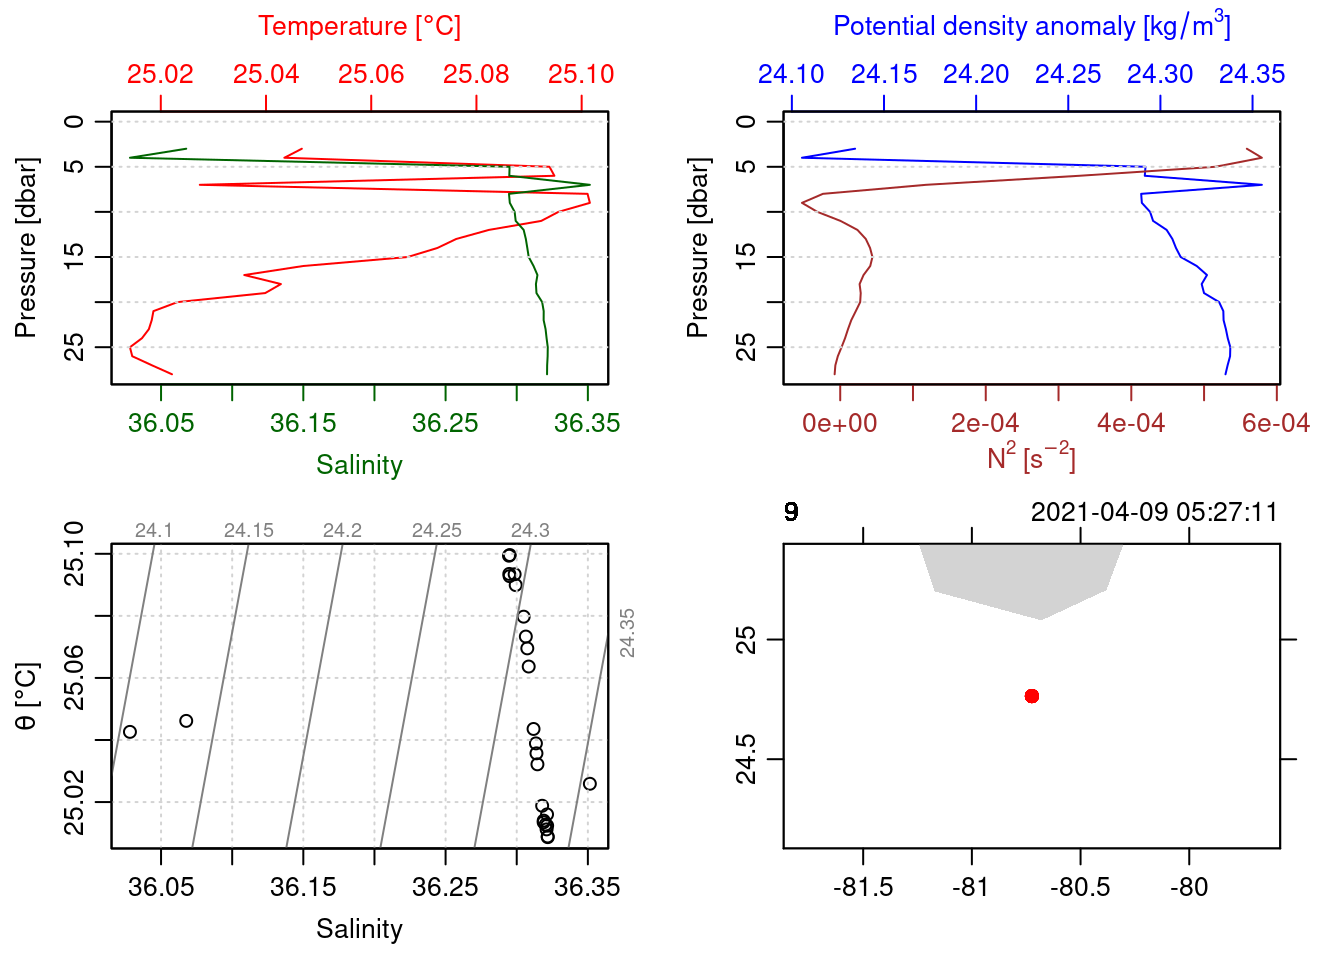 Temperature [°C]
25.02 25.04 25.06 25.08 25.10
0
5
15
25
Pressure [dbar]
36.05 36.15 36.25 36.35
Salinity
Potential density anomaly [kg/m³]
24.10 24.15 24.20 24.25 24.30 24.35
0
5
15
25
Pressure [dbar]
0e+00 2e-04 4e-04 6e-04
N² [s⁻²]
24.1 24.15 24.2 24.25 24.3
24.35
25.10
25.06
25.02
θ [°C]
36.05 36.15 36.25 36.35
Salinity
2021-04-09 05:27:11
25
24.5
-81.5 -81 -80.5 -80